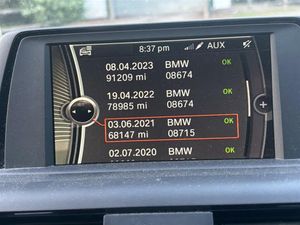 8:37 pm AUX
08.04.2023 BMW OK
91209 mi 08674
19.04.2022 BMW OK
78985 mi 08674
03.06.2021 BMW OK
68147 mi 08715
02.07.2020 BMW OK